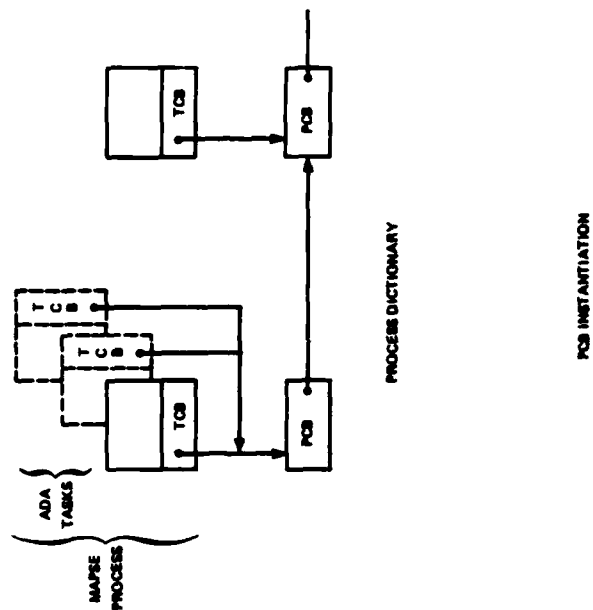 ADA
TASKS
T
C
B
MAPSE
PROCESS
T
C
B
TCB
TCB
PCB
PCB
PROCESS DICTIONARY
PCB INSTANTIATION